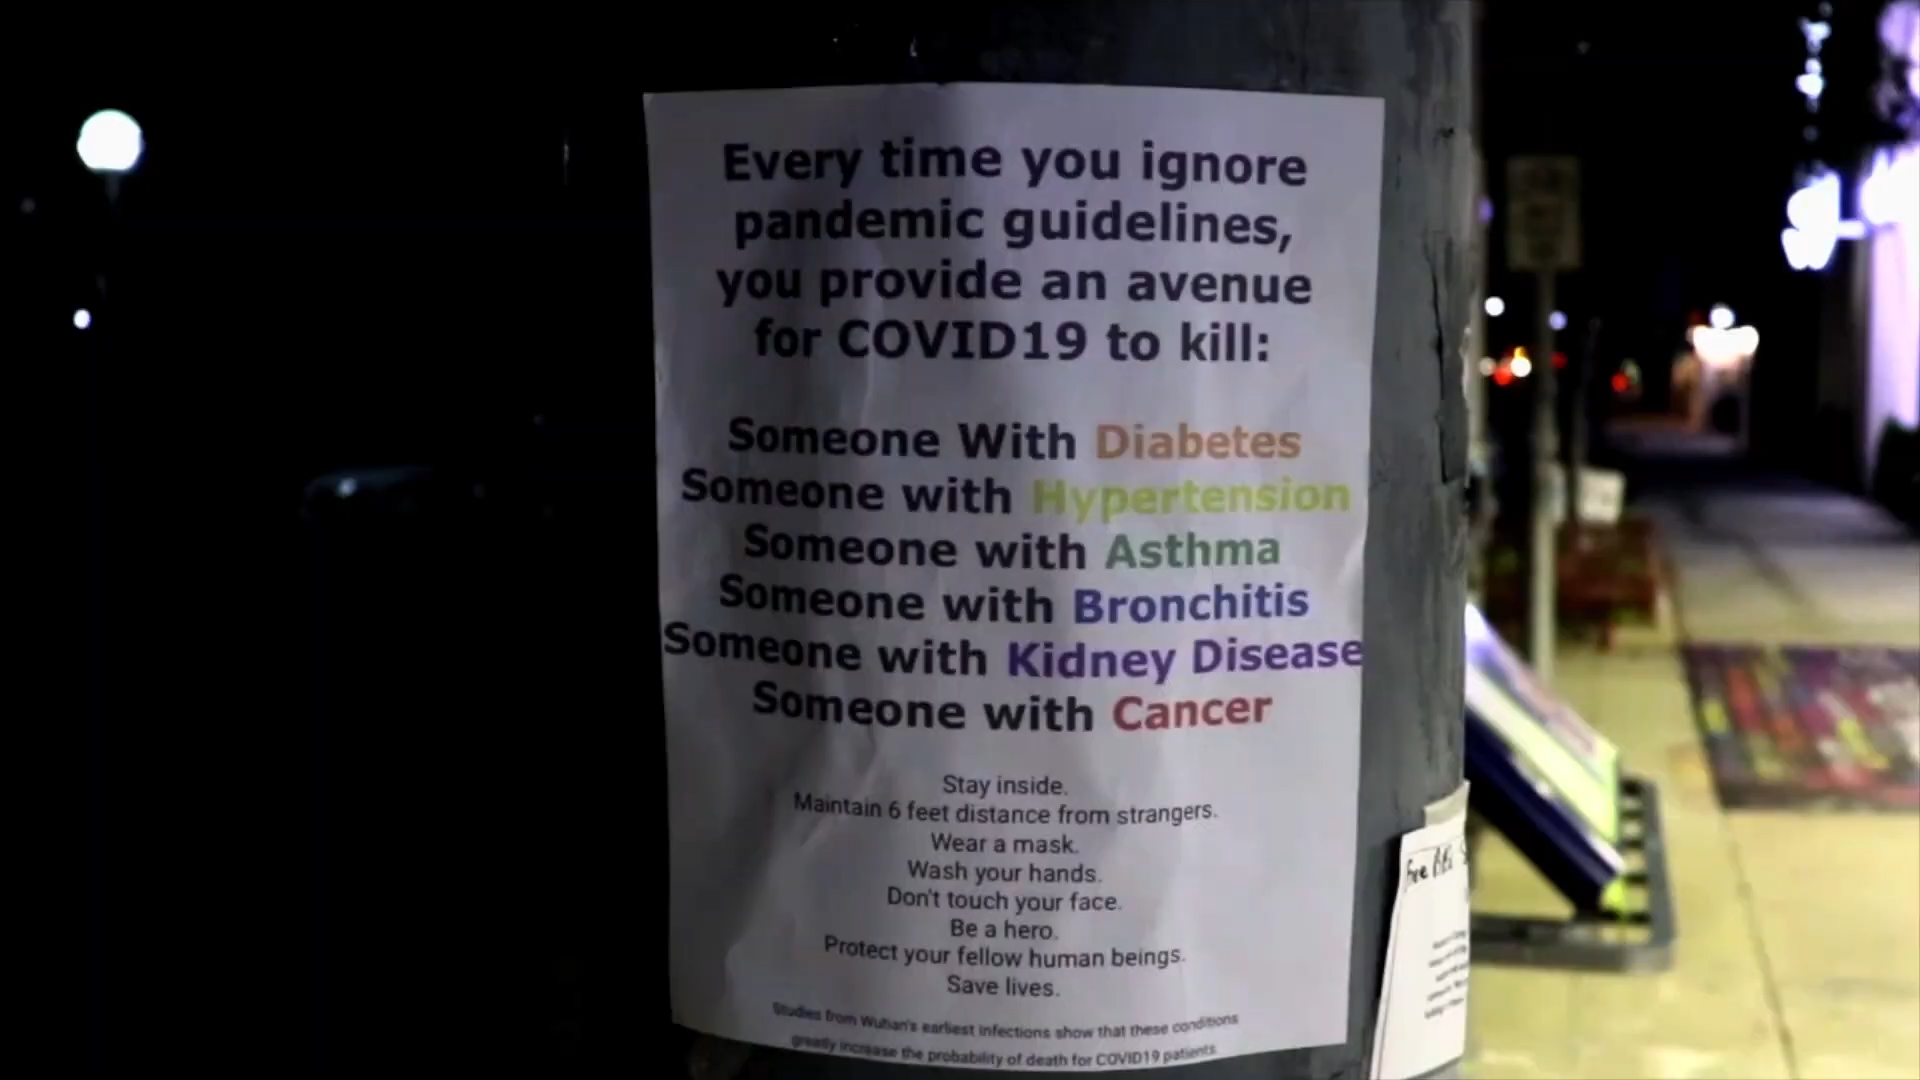 Every time you ignore
pandemic guidelines,
you provide an avenue
for COVID19 to kill:
Someone With Diabetes
Someone with Hypertension
Someone with Asthma
Someone with Bronchitis
Someone with Kidney Disease
Someone with Cancer
Stay inside.
Maintain 6 feet distance from strangers.
Wear a mask.
Wash your hands.
Don't touch your face.
Be a hero.
Protect your fellow human beings.
Save lives.
Studies from Wuhan's earliest infections show that these conditions
greatly increase the probability of death for COVID19 patients.
Free